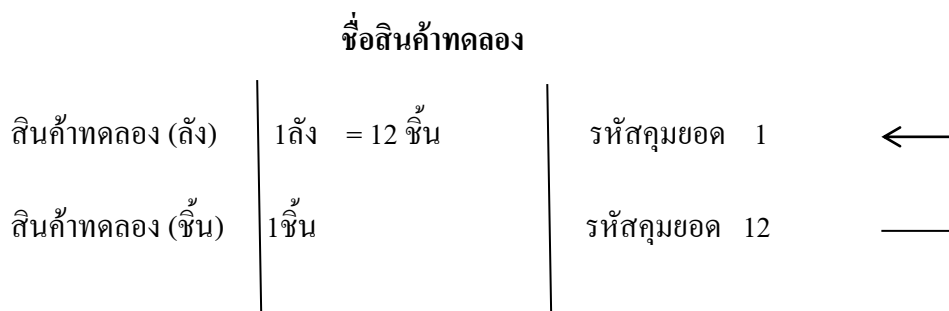 ชื่อสินค้าทดลอง
สินค้าทดลอง (ลัง) 1ลัง = 12 ชิ้น รหัสคุมยอด 1
สินค้าทดลอง (ชิ้น) 1ชิ้น รหัสคุมยอด 12